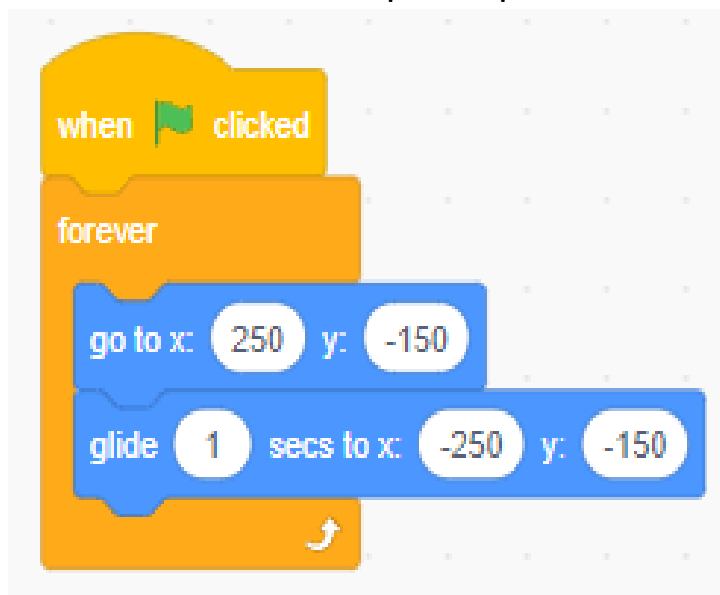 when clicked
forever
go to x: 250 y: -150
glide 1 secs to x: -250 y: -150